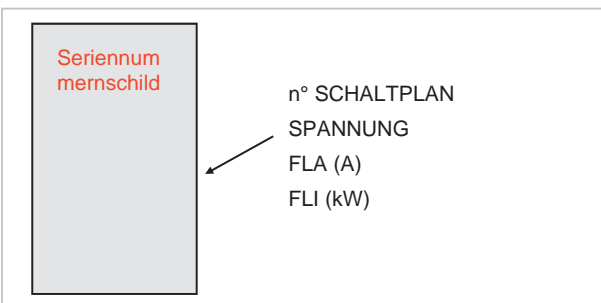 Seriennum
mernschild
n° SCHALTPLAN
SPANNUNG
FLA (A)
FLI (kW)